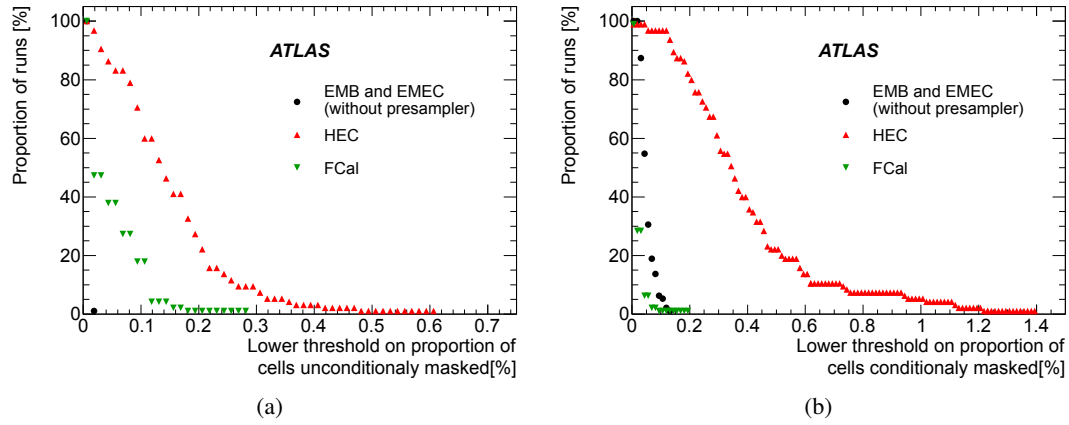 Proportion of runs [%]
100
80
60
40
20
0
ATLAS
EMB and EMEC
(without presampler)
HEC
FCal
0 0.1 0.2 0.3 0.4 0.5 0.6 0.7
Lower threshold on proportion of
cells unconditionaly masked[%]
(a)
Proportion of runs [%]
100
80
60
40
20
0
ATLAS
EMB and EMEC
(without presampler)
HEC
FCal
0 0.2 0.4 0.6 0.8 1 1.2 1.4
Lower threshold on proportion of
cells conditionaly masked[%]
(b)